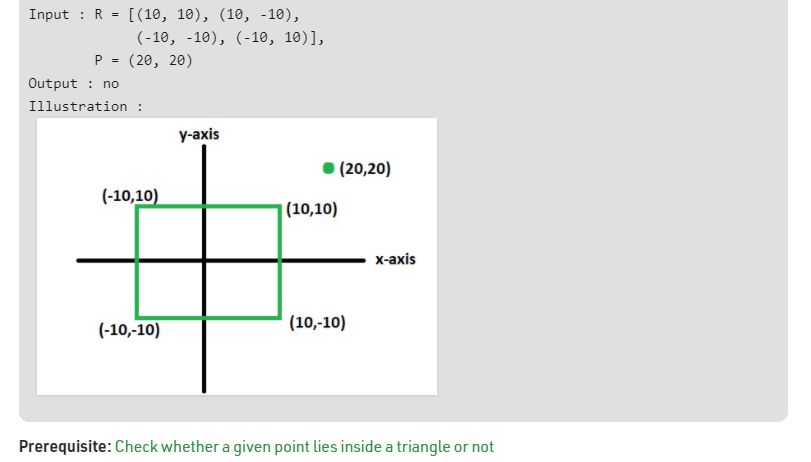 Input : R = [(10, 10), (10, -10),
(-10, -10), (-10, 10)],
P = (20, 20)
Output : no
Illustration :
y-axis
(20,20)
(-10,10)
(10,10)
x-axis
(-10,-10)
(10,-10)
Prerequisite: Check whether a given point lies inside a triangle or not